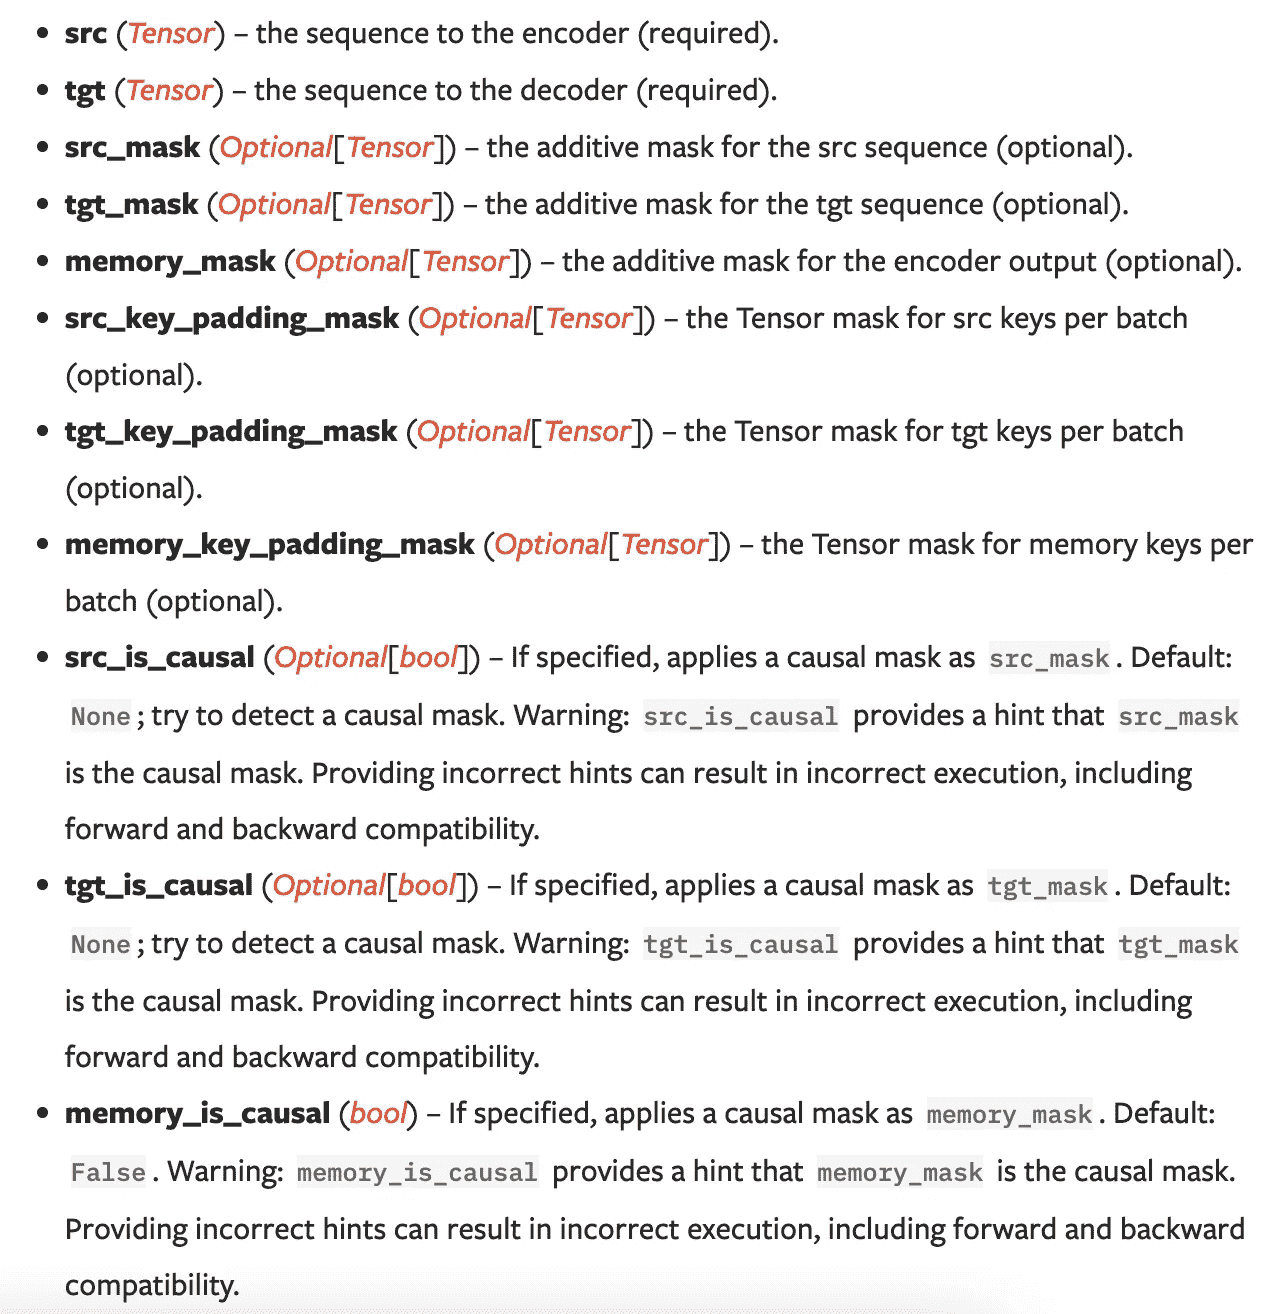 • src (Tensor) – the sequence to the encoder (required).
• tgt (Tensor) – the sequence to the decoder (required).
• src_mask (Optional[Tensor]) – the additive mask for the src sequence (optional).
• tgt_mask (Optional[Tensor]) – the additive mask for the tgt sequence (optional).
• memory_mask (Optional[Tensor]) – the additive mask for the encoder output (optional).
• src_key_padding_mask (Optional[Tensor]) – the Tensor mask for src keys per batch
(optional).
• tgt_key_padding_mask (Optional[Tensor]) – the Tensor mask for tgt keys per batch
(optional).
• memory_key_padding_mask (Optional[Tensor]) – the Tensor mask for memory keys per
batch (optional).
• src_is_causal (Optional[bool]) – If specified, applies a causal mask as src_mask. Default:
None; try to detect a causal mask. Warning: src_is_causal provides a hint that src_mask
is the causal mask. Providing incorrect hints can result in incorrect execution, including
forward and backward compatibility.
• tgt_is_causal (Optional[bool]) – If specified, applies a causal mask as tgt_mask. Default:
None; try to detect a causal mask. Warning: tgt_is_causal provides a hint that tgt_mask
is the causal mask. Providing incorrect hints can result in incorrect execution, including
forward and backward compatibility.
• memory_is_causal (bool) – If specified, applies a causal mask as memory_mask. Default:
False. Warning: memory_is_causal provides a hint that memory_mask is the causal mask.
Providing incorrect hints can result in incorrect execution, including forward and backward
compatibility.